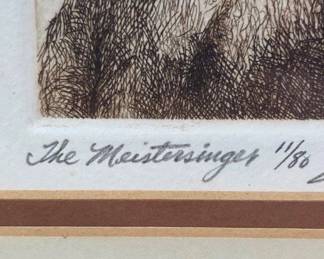 The Meistersinger 11/80